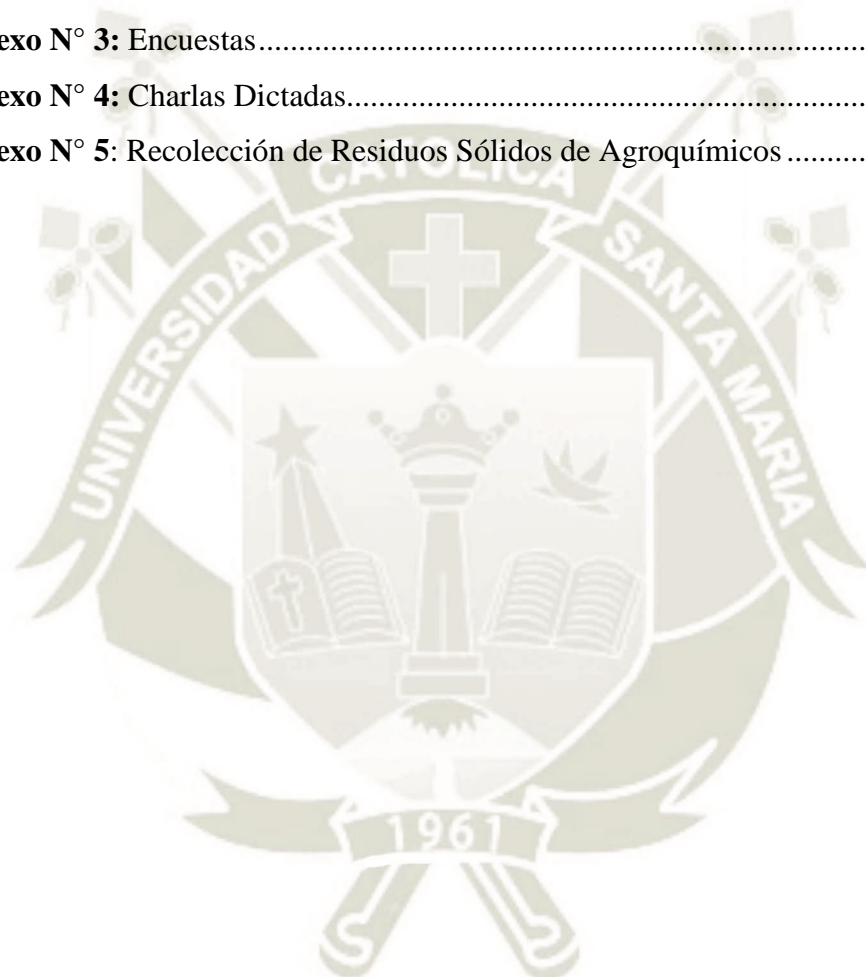 exo N° 3: Encuestas....................................................................................
exo N° 4: Charlas Dictadas.........................................................................
exo N° 5: Recolección de Residuos Sólidos de Agroquímicos ..........
CATOLICA
UNIVERSIDAD
SANTA MARIA
1961